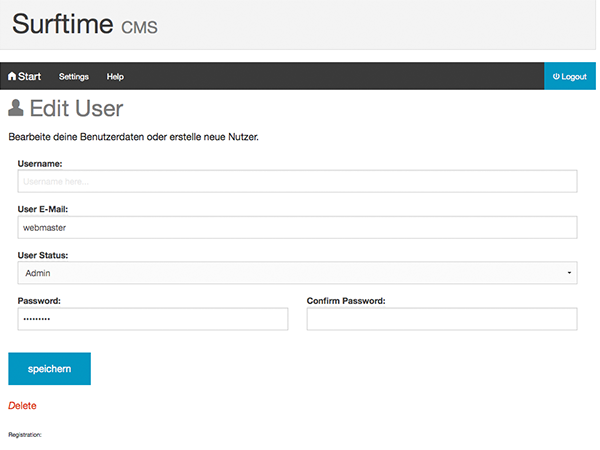 Surftime CMS
Start Settings Help Logout
Edit User
Bearbeite deine Benutzerdaten oder erstelle neue Nutzer.
Username:
Username here...
User E-Mail:
webmaster
User Status:
Admin
Password: Confirm Password:
•••••••••
speichern
Delete
Registration: